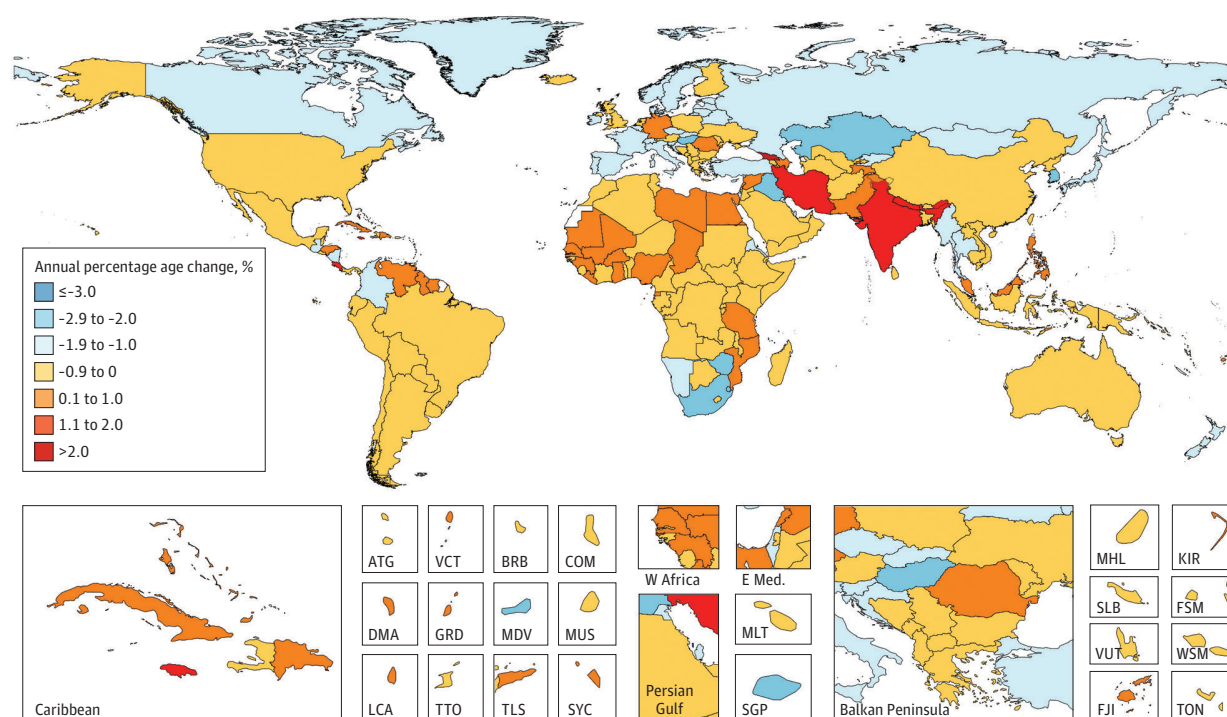 Annual percentage age change, %
≤-3.0
-2.9 to -2.0
-1.9 to -1.0
-0.9 to 0
0.1 to 1.0
1.1 to 2.0
>2.0
Caribbean
ATG
VCT
BRB
COM
DMA
GRD
MDV
MUS
LCA
TTO
TLS
SYC
W Africa
E Med.
Persian
Gulf
MLT
SGP
Balkan Peninsula
MHL
KIR
SLB
FSM
VUT
WSM
FJI
TON